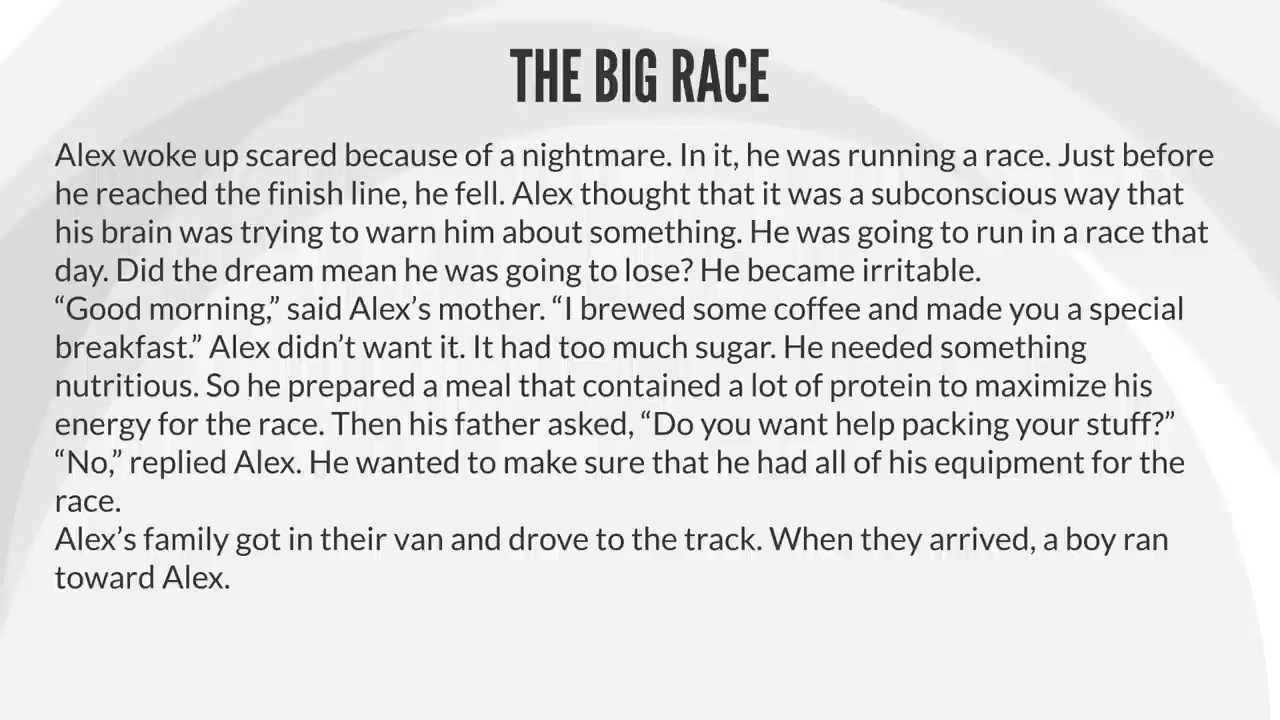 THE BIG RACE
Alex woke up scared because of a nightmare. In it, he was running a race. Just before
he reached the finish line, he fell. Alex thought that it was a subconscious way that
his brain was trying to warn him about something. He was going to run in a race that
day. Did the dream mean he was going to lose? He became irritable.
“Good morning,” said Alex’s mother. “I brewed some coffee and made you a special
breakfast.” Alex didn’t want it. It had too much sugar. He needed something
nutritious. So he prepared a meal that contained a lot of protein to maximize his
energy for the race. Then his father asked, “Do you want help packing your stuff?”
“No,” replied Alex. He wanted to make sure that he had all of his equipment for the
race.
Alex’s family got in their van and drove to the track. When they arrived, a boy ran
toward Alex.